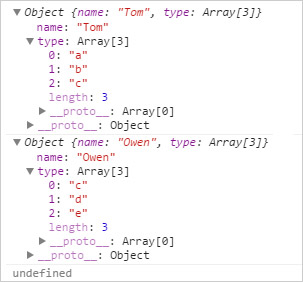 ▼Object {name: "Tom", type: Array[3]}
name: "Tom"
▼type: Array[3]
0: "a"
1: "b"
2: "c"
length: 3
▶__proto__: Array[0]
▶__proto__: Object
▼Object {name: "Owen", type: Array[3]}
name: "Owen"
▼type: Array[3]
0: "c"
1: "d"
2: "e"
length: 3
▶__proto__: Array[0]
▶__proto__: Object
undefined